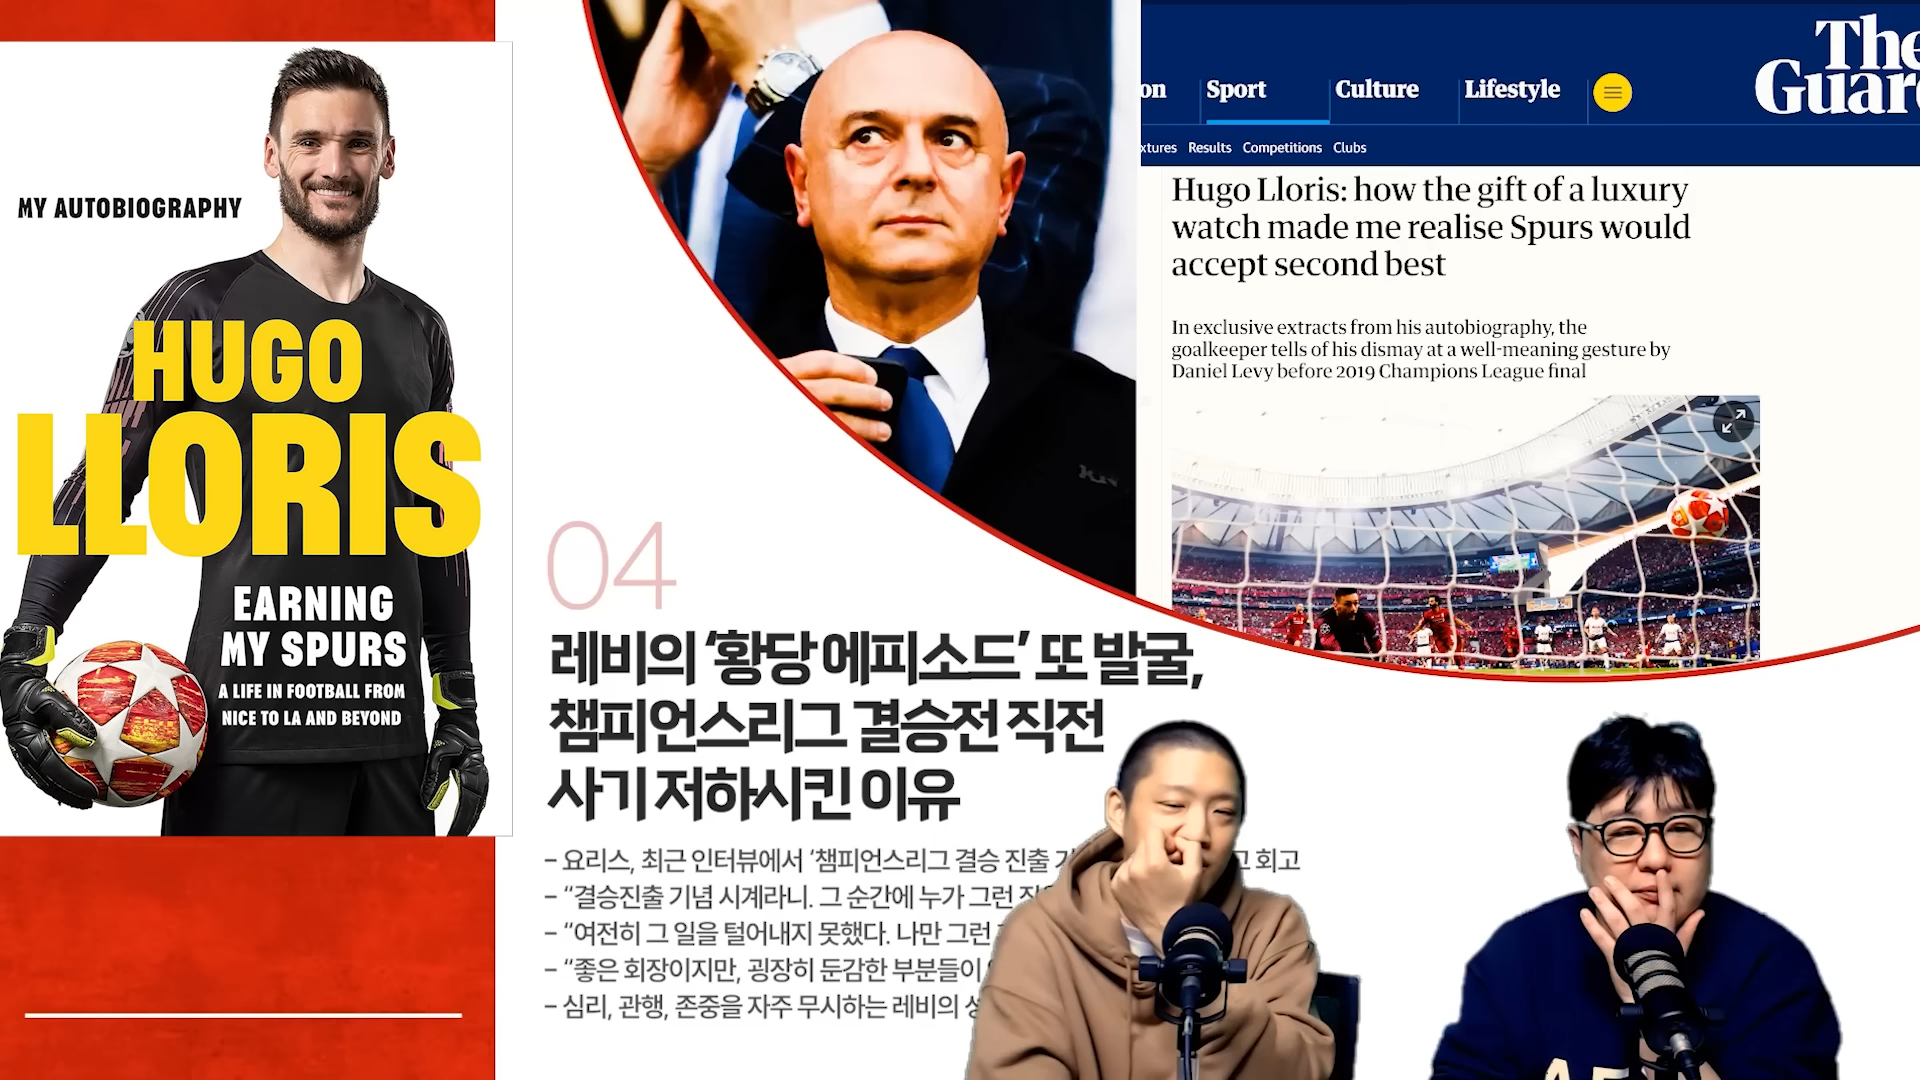 MY AUTOBIOGRAPHY
HUGO
LLORIS
EARNING
MY SPURS
A LIFE IN FOOTBALL FROM
NICE TO LA AND BEYOND
on Sport Culture Lifestyle
The
Guar
xtures Results Competitions Clubs
Hugo Lloris: how the gift of a luxury
watch made me realise Spurs would
accept second best
In exclusive extracts from his autobiography, the
goalkeeper tells of his dismay at a well-meaning gesture by
Daniel Levy before 2019 Champions League final
04
레비의 ‘황당 에피소드’ 또 발굴,
챔피언스리그 결승전 직전
사기 저하시킨 이유
– 요리스, 최근 인터뷰에서 ‘챔피언스리그 결승 진출 고 회고
– “결승진출 기념 시계라니. 그 순간에 누가 그런
– “여전히 그 일을 털어내지 못했다. 나만 그런
– “좋은 회장이지만, 굉장히 둔감한 부분들이
– 심리, 관행, 존중을 자주 무시하는 레비의